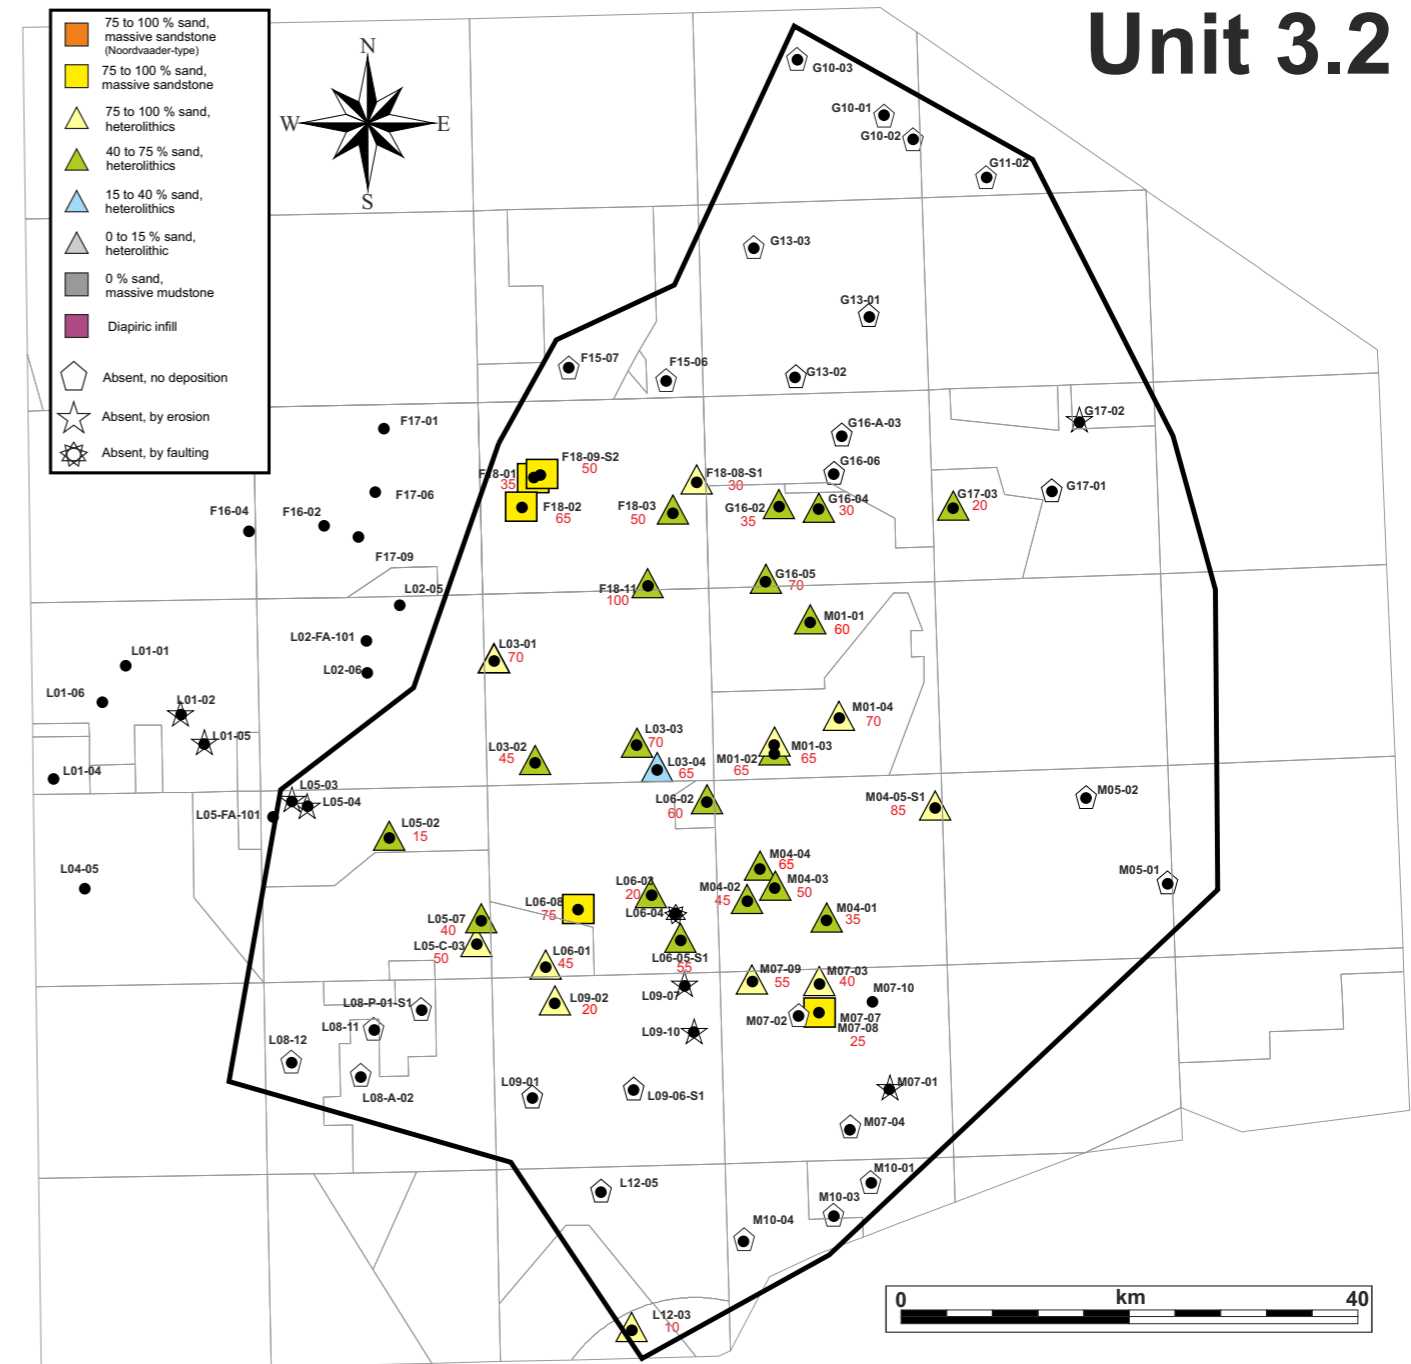 Unit 3.2
75 to 100 % sand,
massive sandstone
(Noordvaader-type)
75 to 100 % sand,
massive sandstone
75 to 100 % sand,
heterolithics
40 to 75 % sand,
heterolithics
15 to 40 % sand,
heterolithics
0 to 15 % sand,
heterolithic
0 % sand,
massive mudstone
Diapiric infill
Absent, no deposition
Absent, by erosion
Absent, by faulting
N
W
E
S
G10-03
G10-01
G10-02
G11-02
G13-03
G13-01
F15-07
F15-06
G13-02
F17-01
G17-02
G16-A-03
F18-09-S2
50
F18-01
35
F18-08-S1
30
G16-06
F17-06
G17-01
F16-04
F16-02
F18-02
65
F18-03
50
G16-02
35
G16-04
30
G17-03
20
F17-09
F18-11
100
G16-05
70
L02-05
M01-01
60
L02-FA-101
L01-01
L03-01
70
L02-06
L01-06
L01-02
M01-04
70
L01-05
L03-03
70
L03-02
45
M01-03
65
M01-02
65
L01-04
L03-04
65
L05-03
L05-04
L06-02
60
M04-05-S1
85
M05-02
L05-FA-101
L05-02
15
M04-04
65
L04-05
M05-01
L06-03
20
M04-02
45
M04-03
50
L06-08
75
L06-04
M04-01
35
L05-07
40
L05-C-03
50
L06-01
45
L06-05-S1
55
M07-09
55
M07-03
40
L09-07
L08-P-01-S1
L09-02
20
M07-10
M07-02
M07-07
M07-08
25
L08-11
L08-12
L09-10
L08-A-02
L09-01
L09-06-S1
M07-01
M07-04
L12-05
M10-01
M10-03
M10-04
L12-03
10
0
km
40